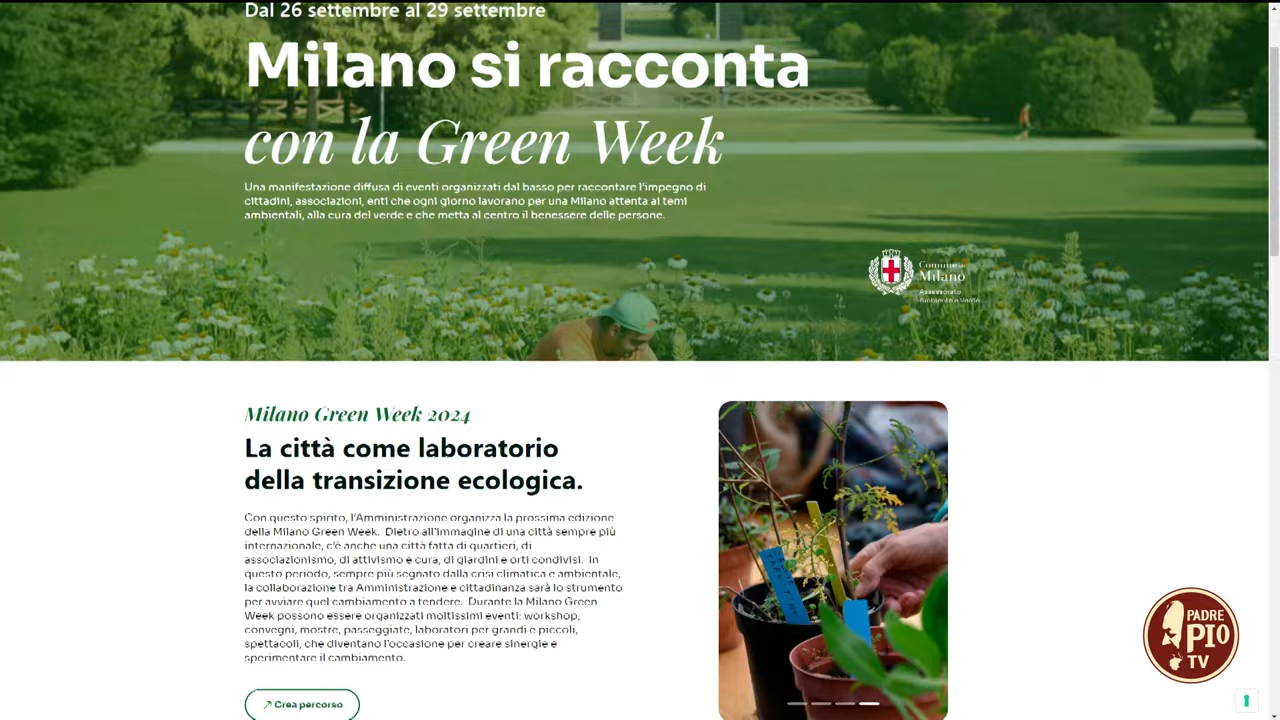 Dal 26 settembre al 29 settembre
Milano si racconta
con la Green Week
Una manifestazione diffusa di eventi organizzati dal basso per raccontare l'impegno di
cittadini, associazioni, enti che ogni giorno lavorano per una Milano attenta ai temi
ambientali, alla cura del verde e che metta al centro il benessere delle persone.
Comune
Milano
Assessorato
Ambiente e Verde
Milano Green Week 2024
La città come laboratorio
della transizione ecologica.
Con questo spirito, l'Amministrazione organizza la prossima edizione
della Milano Green Week. Dietro all'immagine di una città sempre più
internazionale, c'è anche una città fatta di quartieri, di
associazionismo, di attivismo e cura, di giardini e orti condivisi. In
questo periodo, sempre più segnato dalla crisi climatica e ambientale,
la collaborazione tra Amministrazione e cittadinanza sarà lo strumento
per avviare quel cambiamento a tendere. Durante la Milano Green
Week possono essere organizzati moltissimi eventi: workshop,
convegni, mostre, passeggiate, laboratori per grandi e piccoli,
spettacoli, che diventano l'occasione per creare sinergie e
sperimentare il cambiamento.
Crea percorso
PADRE
PIO
TV